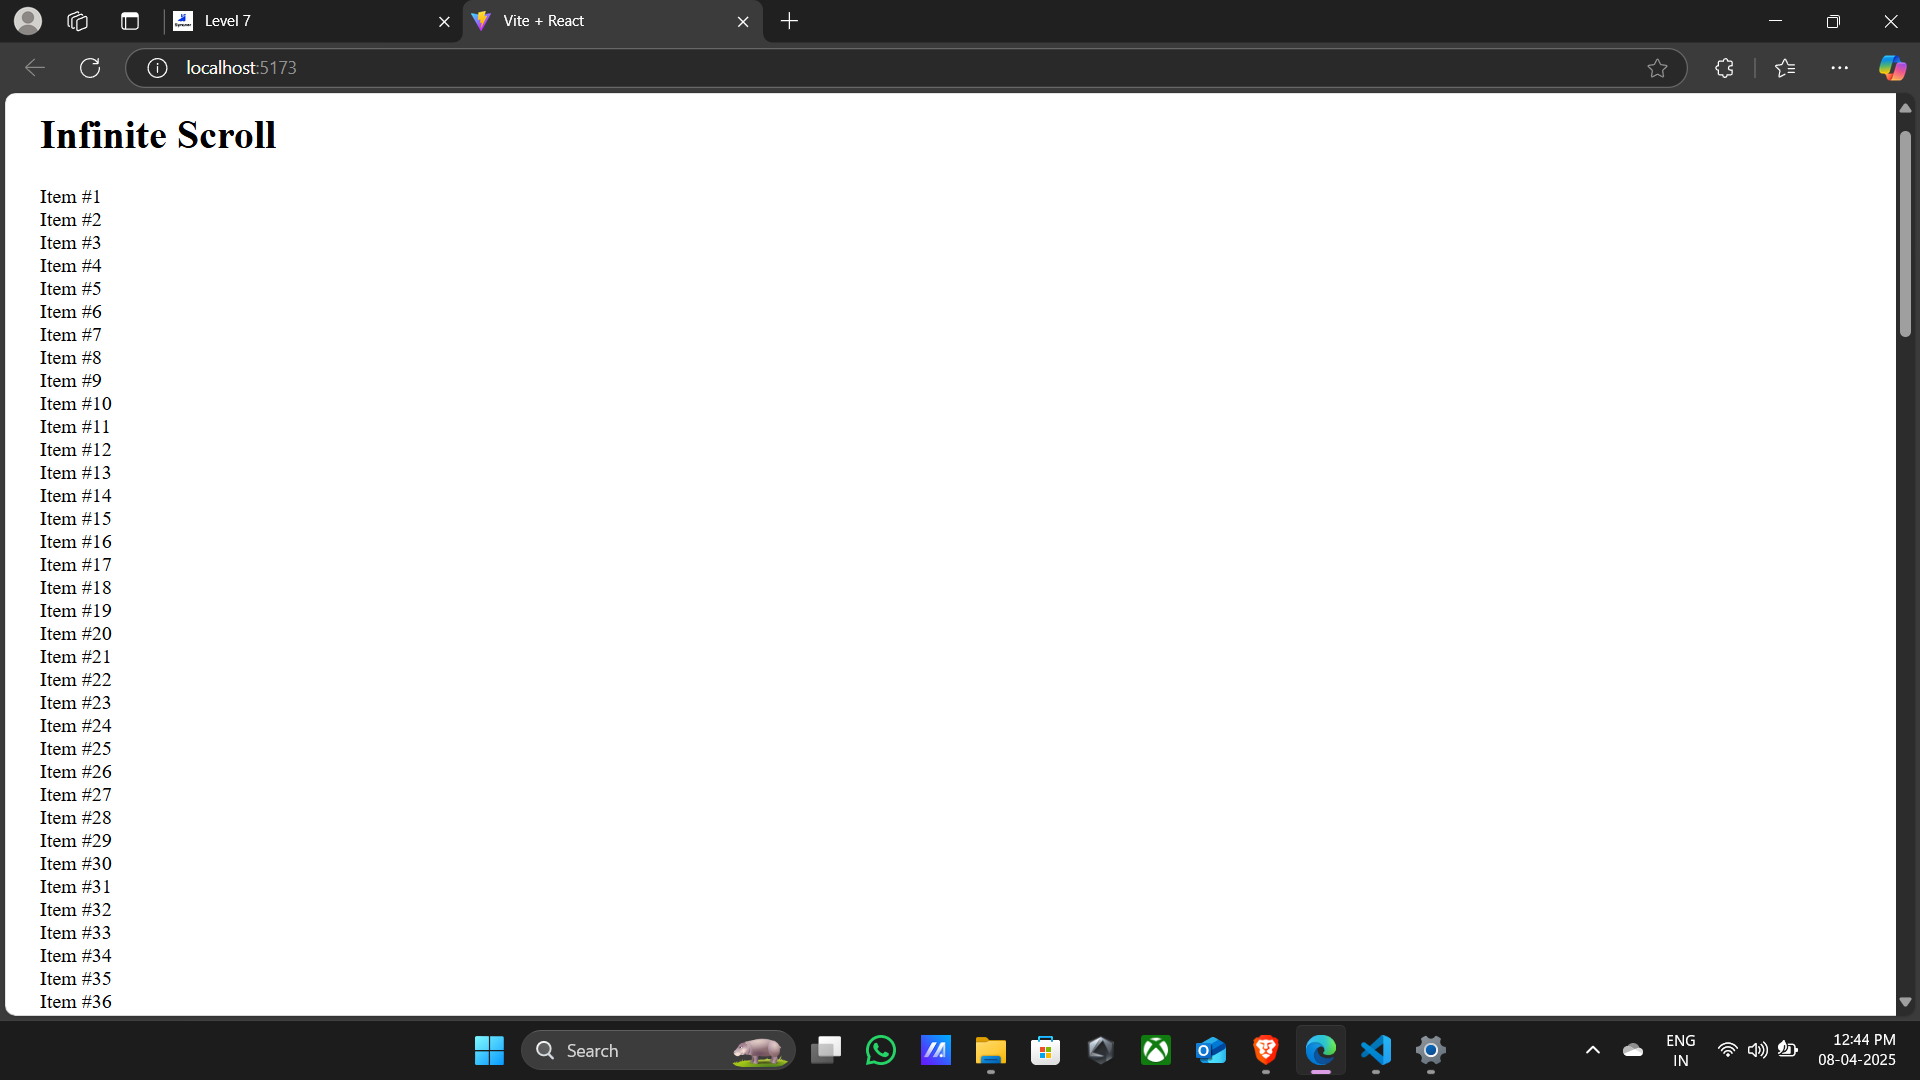 Level 7
Vite + React
localhost:5173
Infinite Scroll
Item #1
Item #2
Item #3
Item #4
Item #5
Item #6
Item #7
Item #8
Item #9
Item #10
Item #11
Item #12
Item #13
Item #14
Item #15
Item #16
Item #17
Item #18
Item #19
Item #20
Item #21
Item #22
Item #23
Item #24
Item #25
Item #26
Item #27
Item #28
Item #29
Item #30
Item #31
Item #32
Item #33
Item #34
Item #35
Item #36
Search
ENG
IN
12:44 PM
08-04-2025